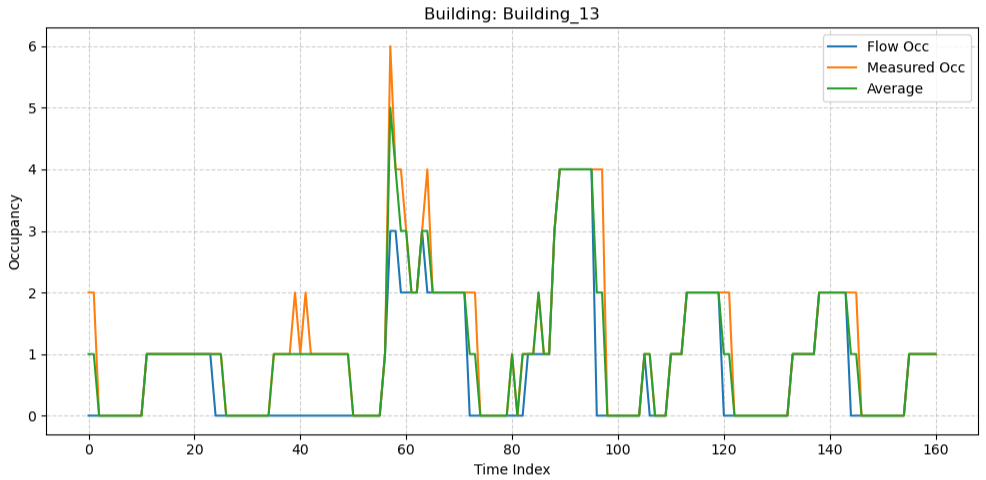 Building: Building_13
Flow Occ
Measured Occ
Average
Occupancy
6
5
4
3
2
1
0
0 20 40 60 80 100 120 140 160
Time Index